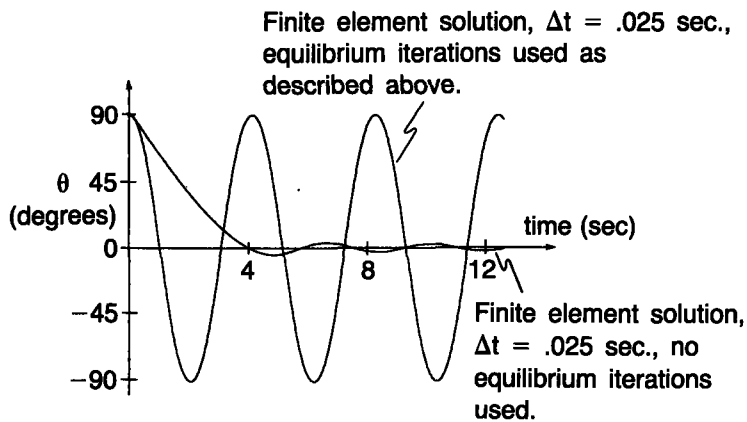 Finite element solution, Δt = .025 sec.,
equilibrium iterations used as
described above.
90
θ
45
(degrees)
time (sec)
0
4
8
12
-45
Finite element solution,
Δt = .025 sec., no
-90
equilibrium iterations
used.